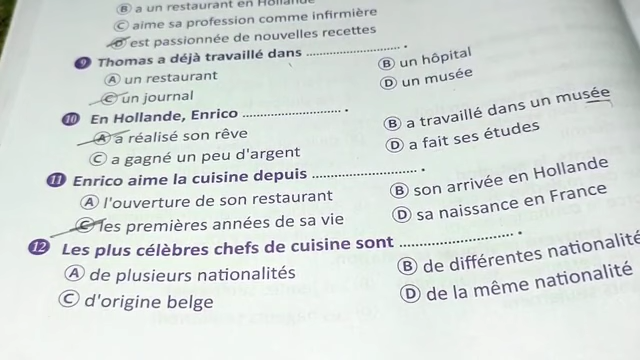 Ⓑ a un restaurant en Hollande
Ⓒ aime sa profession comme infirmière
Ⓓ est passionnée de nouvelles recettes
9 Thomas a déjà travaillé dans .................... .
Ⓐ un restaurant Ⓑ un hôpital
Ⓒ un journal Ⓓ un musée
10 En Hollande, Enrico .................... .
Ⓐ a réalisé son rêve Ⓑ a travaillé dans un musée
Ⓒ a gagné un peu d'argent Ⓓ a fait ses études
11 Enrico aime la cuisine depuis .................... .
Ⓐ l'ouverture de son restaurant Ⓑ son arrivée en Hollande
Ⓒ les premières années de sa vie Ⓓ sa naissance en France
12 Les plus célèbres chefs de cuisine sont .................... .
Ⓐ de plusieurs nationalités Ⓑ de différentes nationalité
Ⓒ d'origine belge Ⓓ de la même nationalité